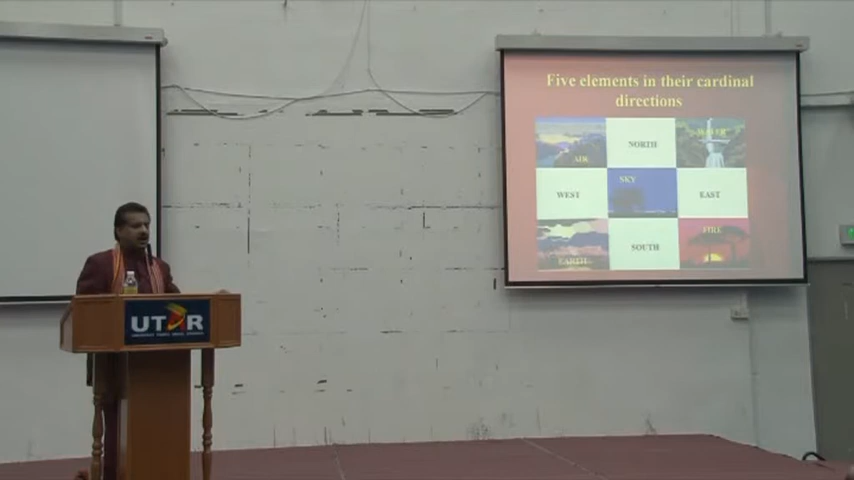 Five elements in their cardinal
directions
AIR
NORTH
WATER
WEST
SKY
EAST
EARTH
SOUTH
FIRE
UTAR